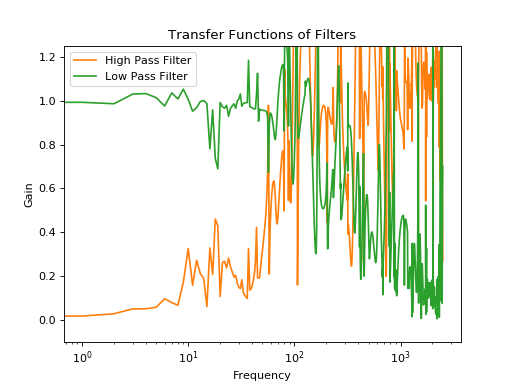 Transfer Functions of Filters
High Pass Filter
Low Pass Filter
1.2
1.0
0.8
0.6
0.4
0.2
0.0
Gain
10⁰
10¹
10²
10³
Frequency